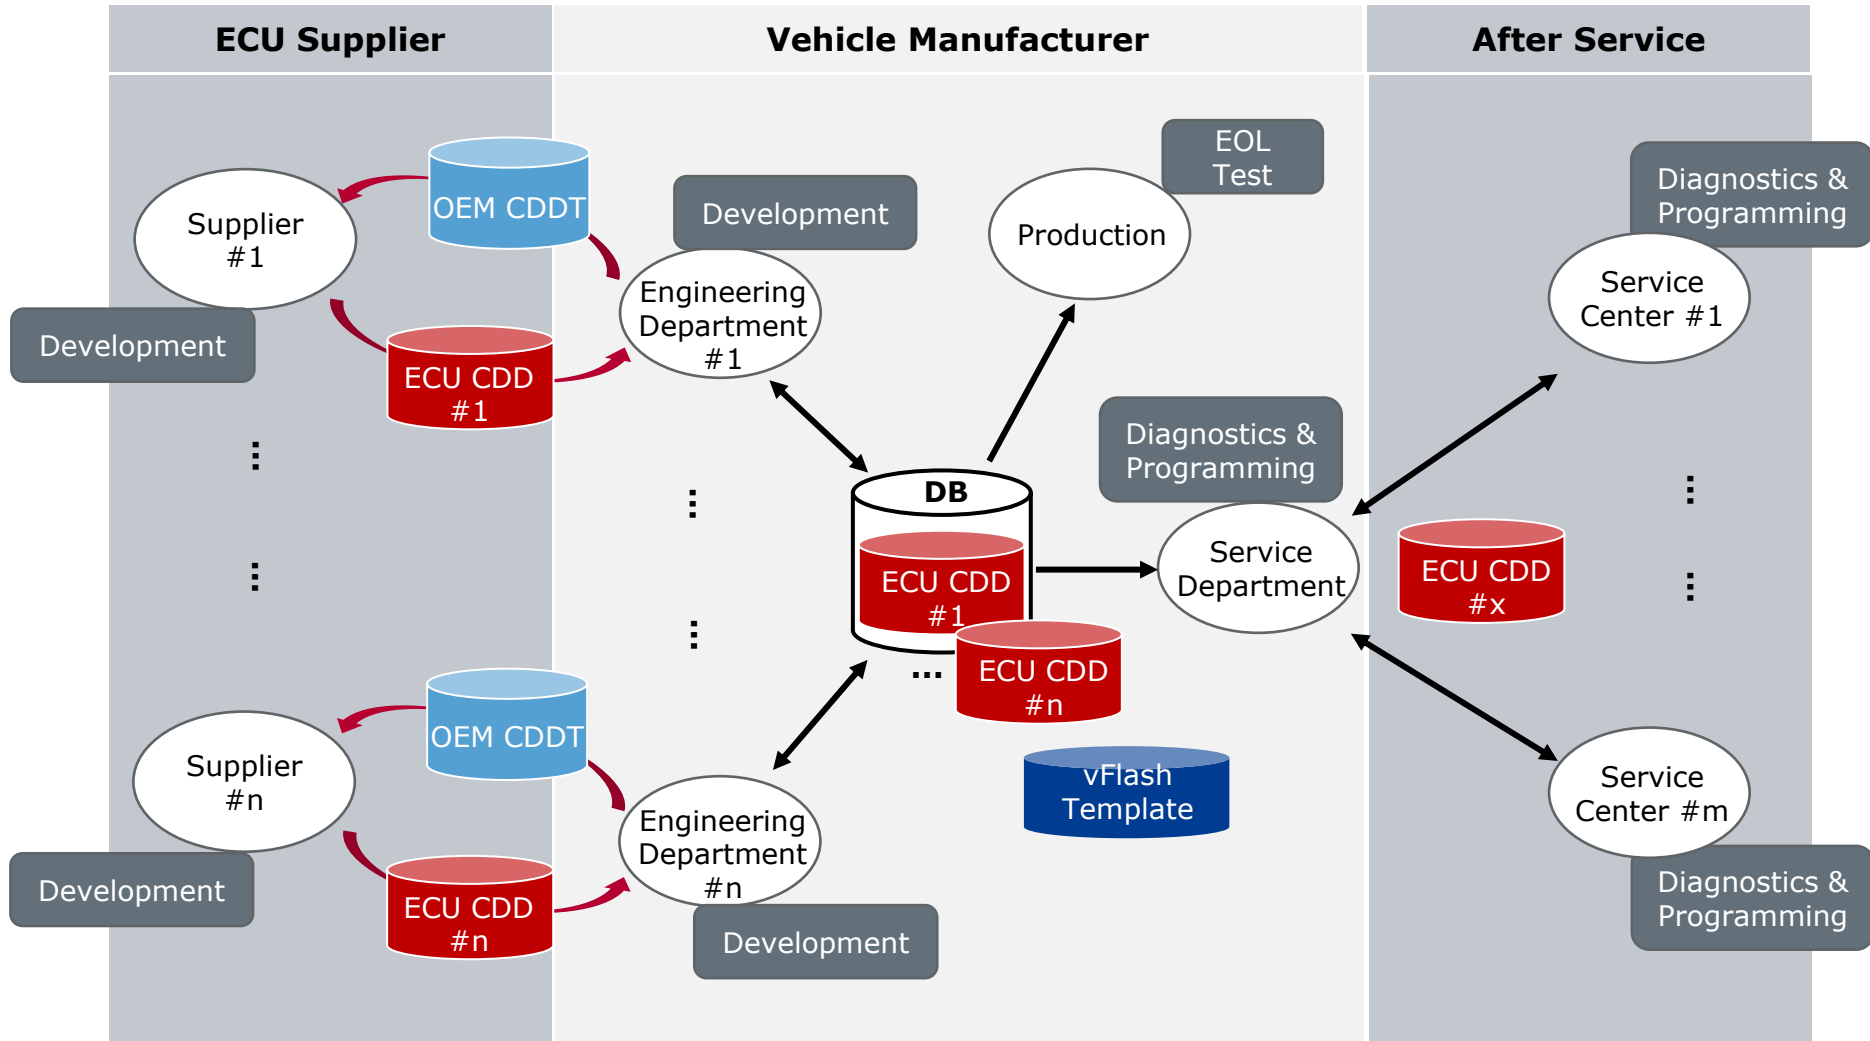 ECU Supplier
Vehicle Manufacturer
After Service
OEM CDDT
Supplier
#1
Development
ECU CDD
#1
Development
Engineering
Department
#1
EOL
Test
Production
Diagnostics &
Programming
Service
Center #1
Diagnostics &
Programming
Service
Department
DB
ECU CDD
#1
...
ECU CDD
#n
ECU CDD
#x
vFlash
Template
...
...
...
...
...
...
OEM CDDT
Supplier
#n
Development
ECU CDD
#n
Engineering
Department
#n
Development
Service
Center #m
Diagnostics &
Programming